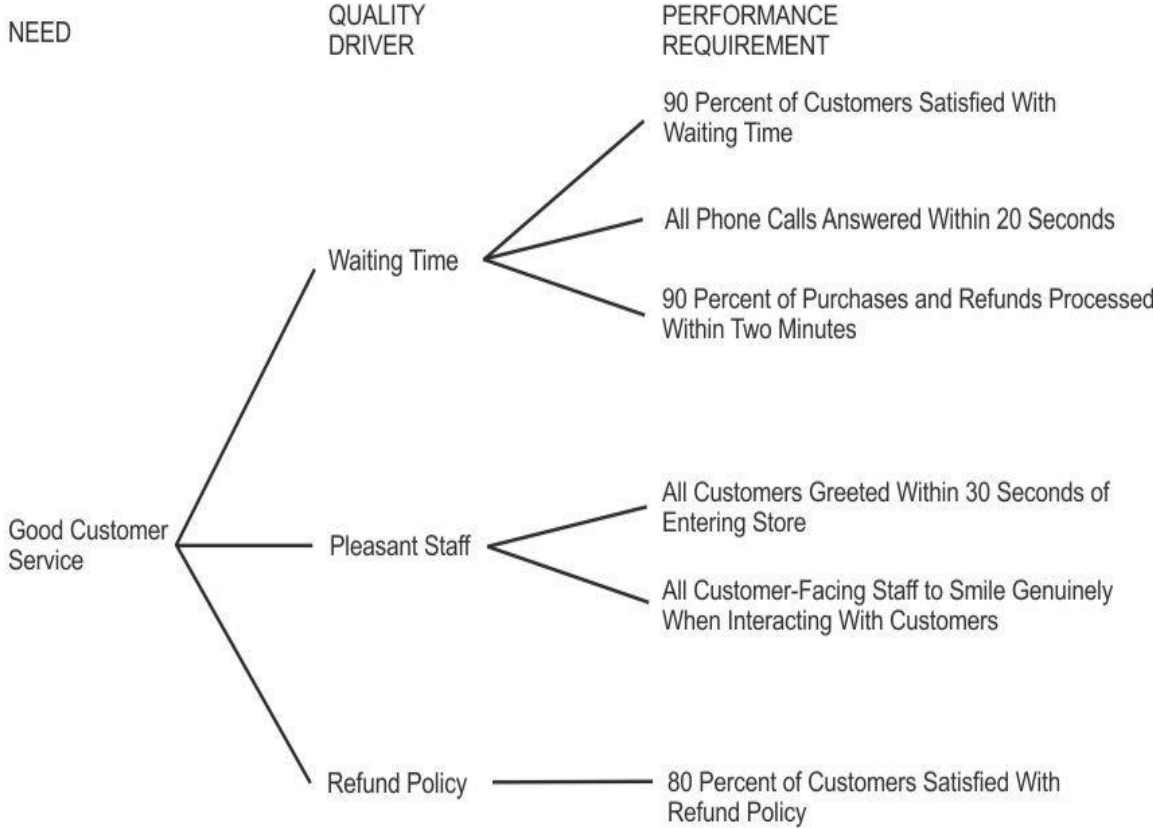 NEED
QUALITY
DRIVER
PERFORMANCE
REQUIREMENT
90 Percent of Customers Satisfied With
Waiting Time
All Phone Calls Answered Within 20 Seconds
Waiting Time
90 Percent of Purchases and Refunds Processed
Within Two Minutes
All Customers Greeted Within 30 Seconds of
Entering Store
Good Customer
Service
Pleasant Staff
All Customer-Facing Staff to Smile Genuinely
When Interacting With Customers
Refund Policy
80 Percent of Customers Satisfied With
Refund Policy